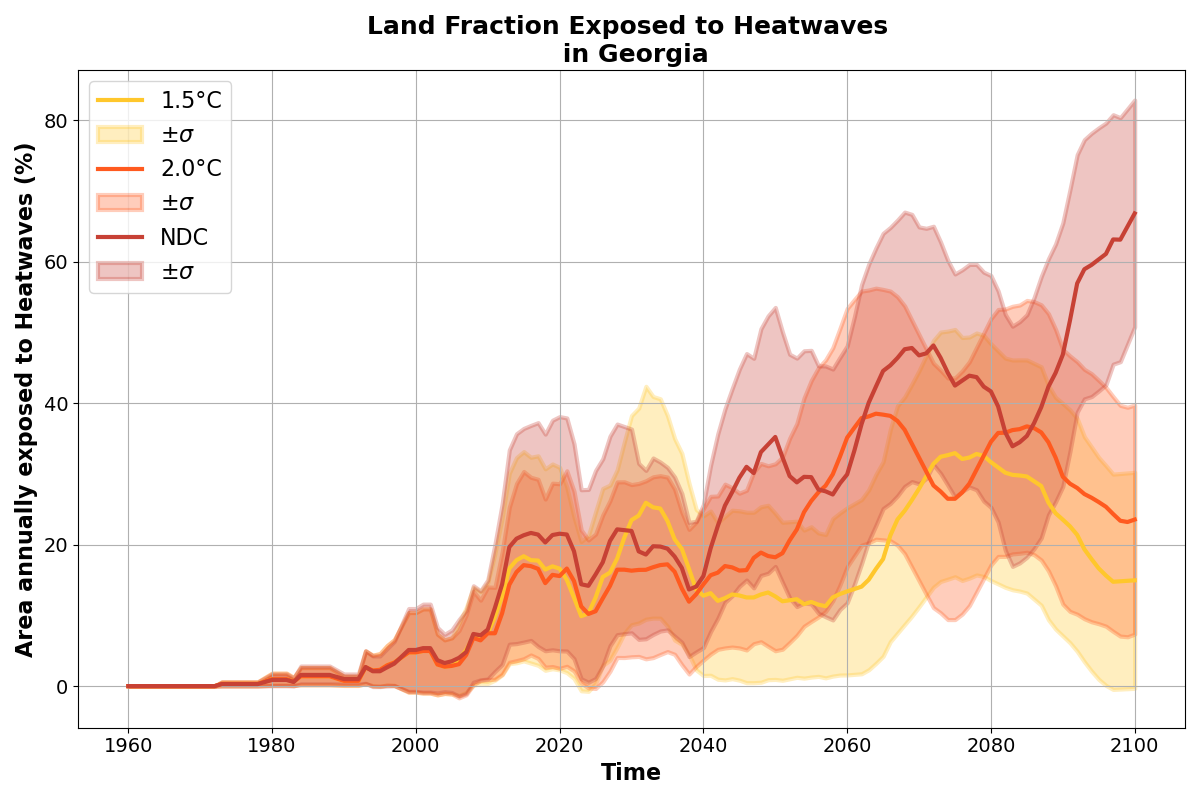 Land Fraction Exposed to Heatwaves
in Georgia
1.5°C
±σ
2.0°C
±σ
NDC
±σ
Area annually exposed to Heatwaves (%)
80
60
40
20
0
1960 1980 2000 2020 2040 2060 2080 2100
Time